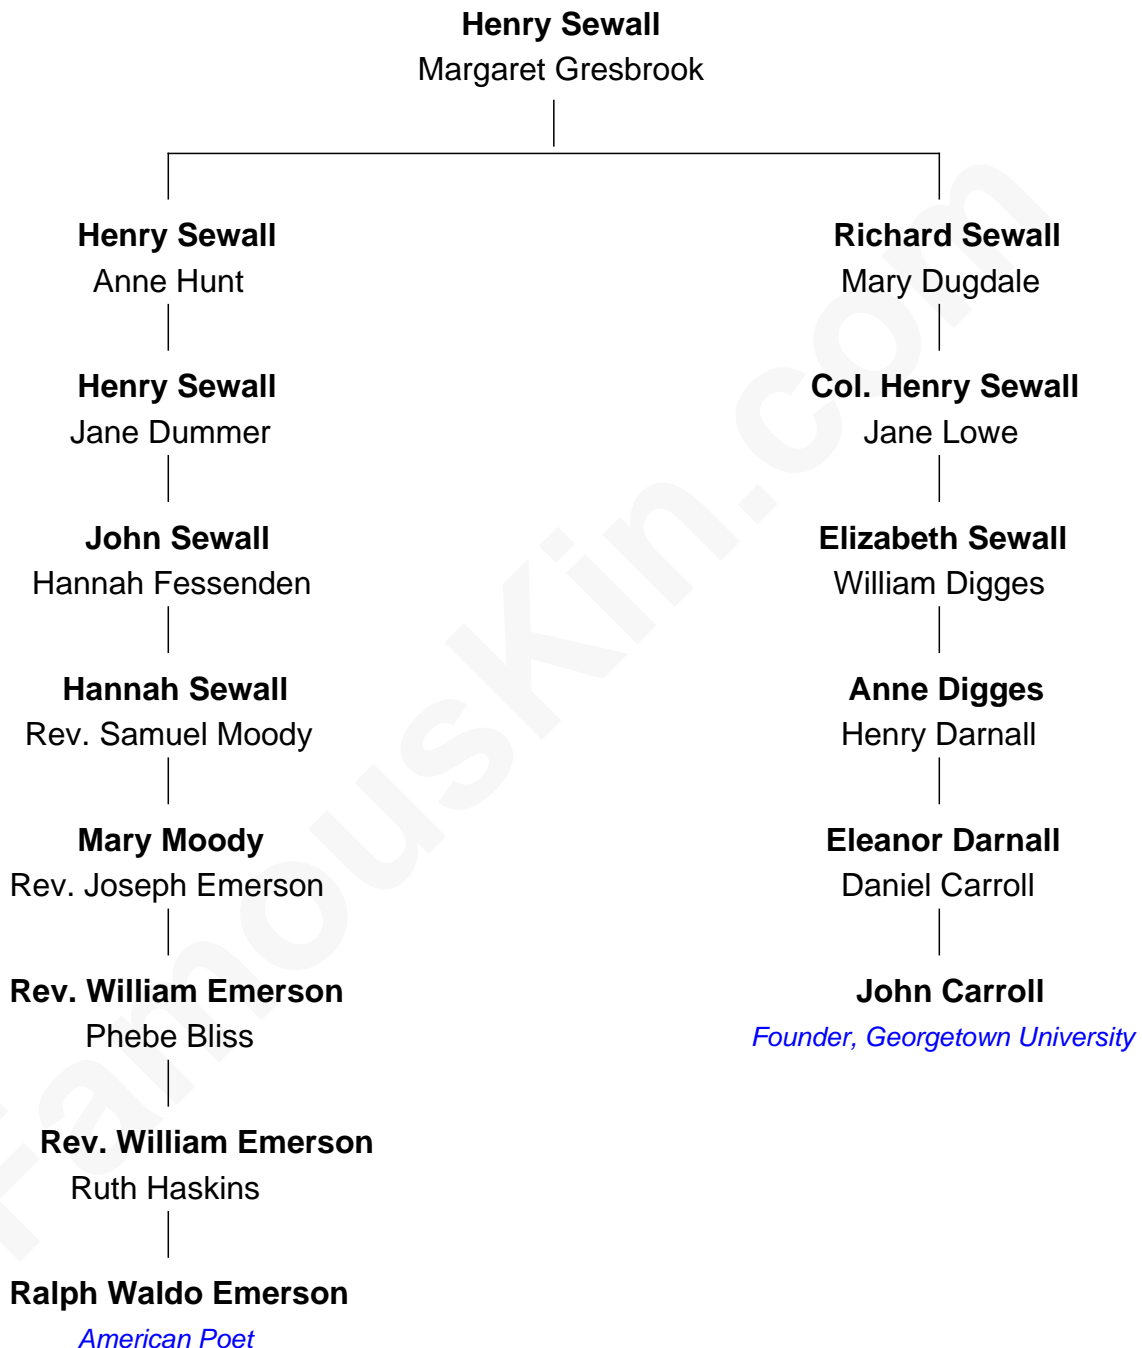 Henry Sewall
Margaret Gresbrook
Henry Sewall
Anne Hunt
Richard Sewall
Mary Dugdale
Henry Sewall
Jane Dummer
Col. Henry Sewall
Jane Lowe
John Sewall
Hannah Fessenden
Elizabeth Sewall
William Digges
Hannah Sewall
Rev. Samuel Moody
Anne Digges
Henry Darnall
Mary Moody
Rev. Joseph Emerson
Eleanor Darnall
Daniel Carroll
Rev. William Emerson
Phebe Bliss
John Carroll
Founder, Georgetown University
Rev. William Emerson
Ruth Haskins
Ralph Waldo Emerson
American Poet
FamousKin.com